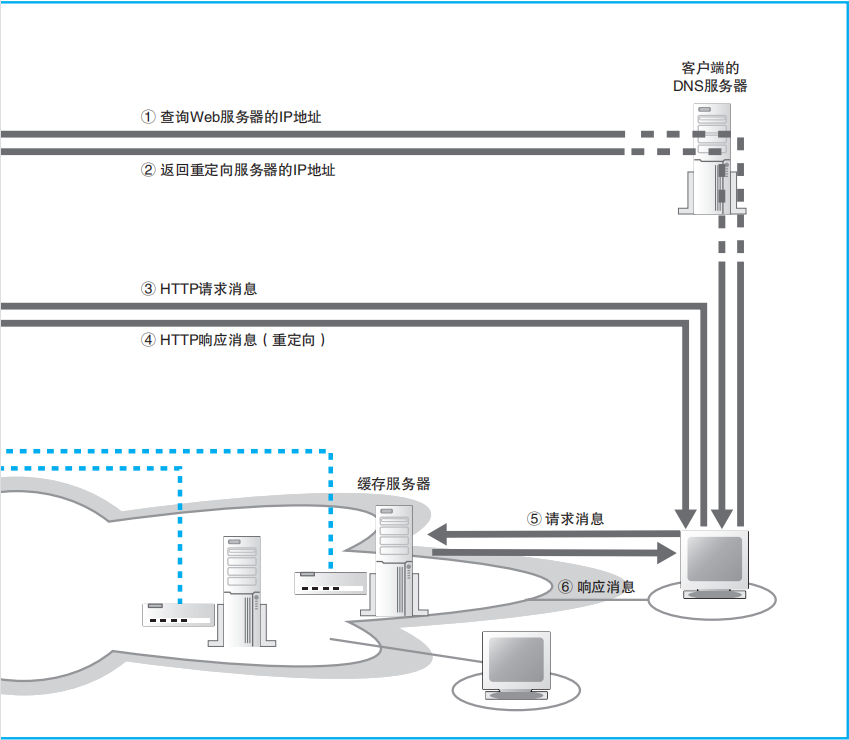 客户端的
DNS服务器
① 查询Web服务器的IP地址
② 返回重定向服务器的IP地址
③ HTTP请求消息
④ HTTP响应消息（重定向）
缓存服务器
⑤ 请求消息
⑥ 响应消息